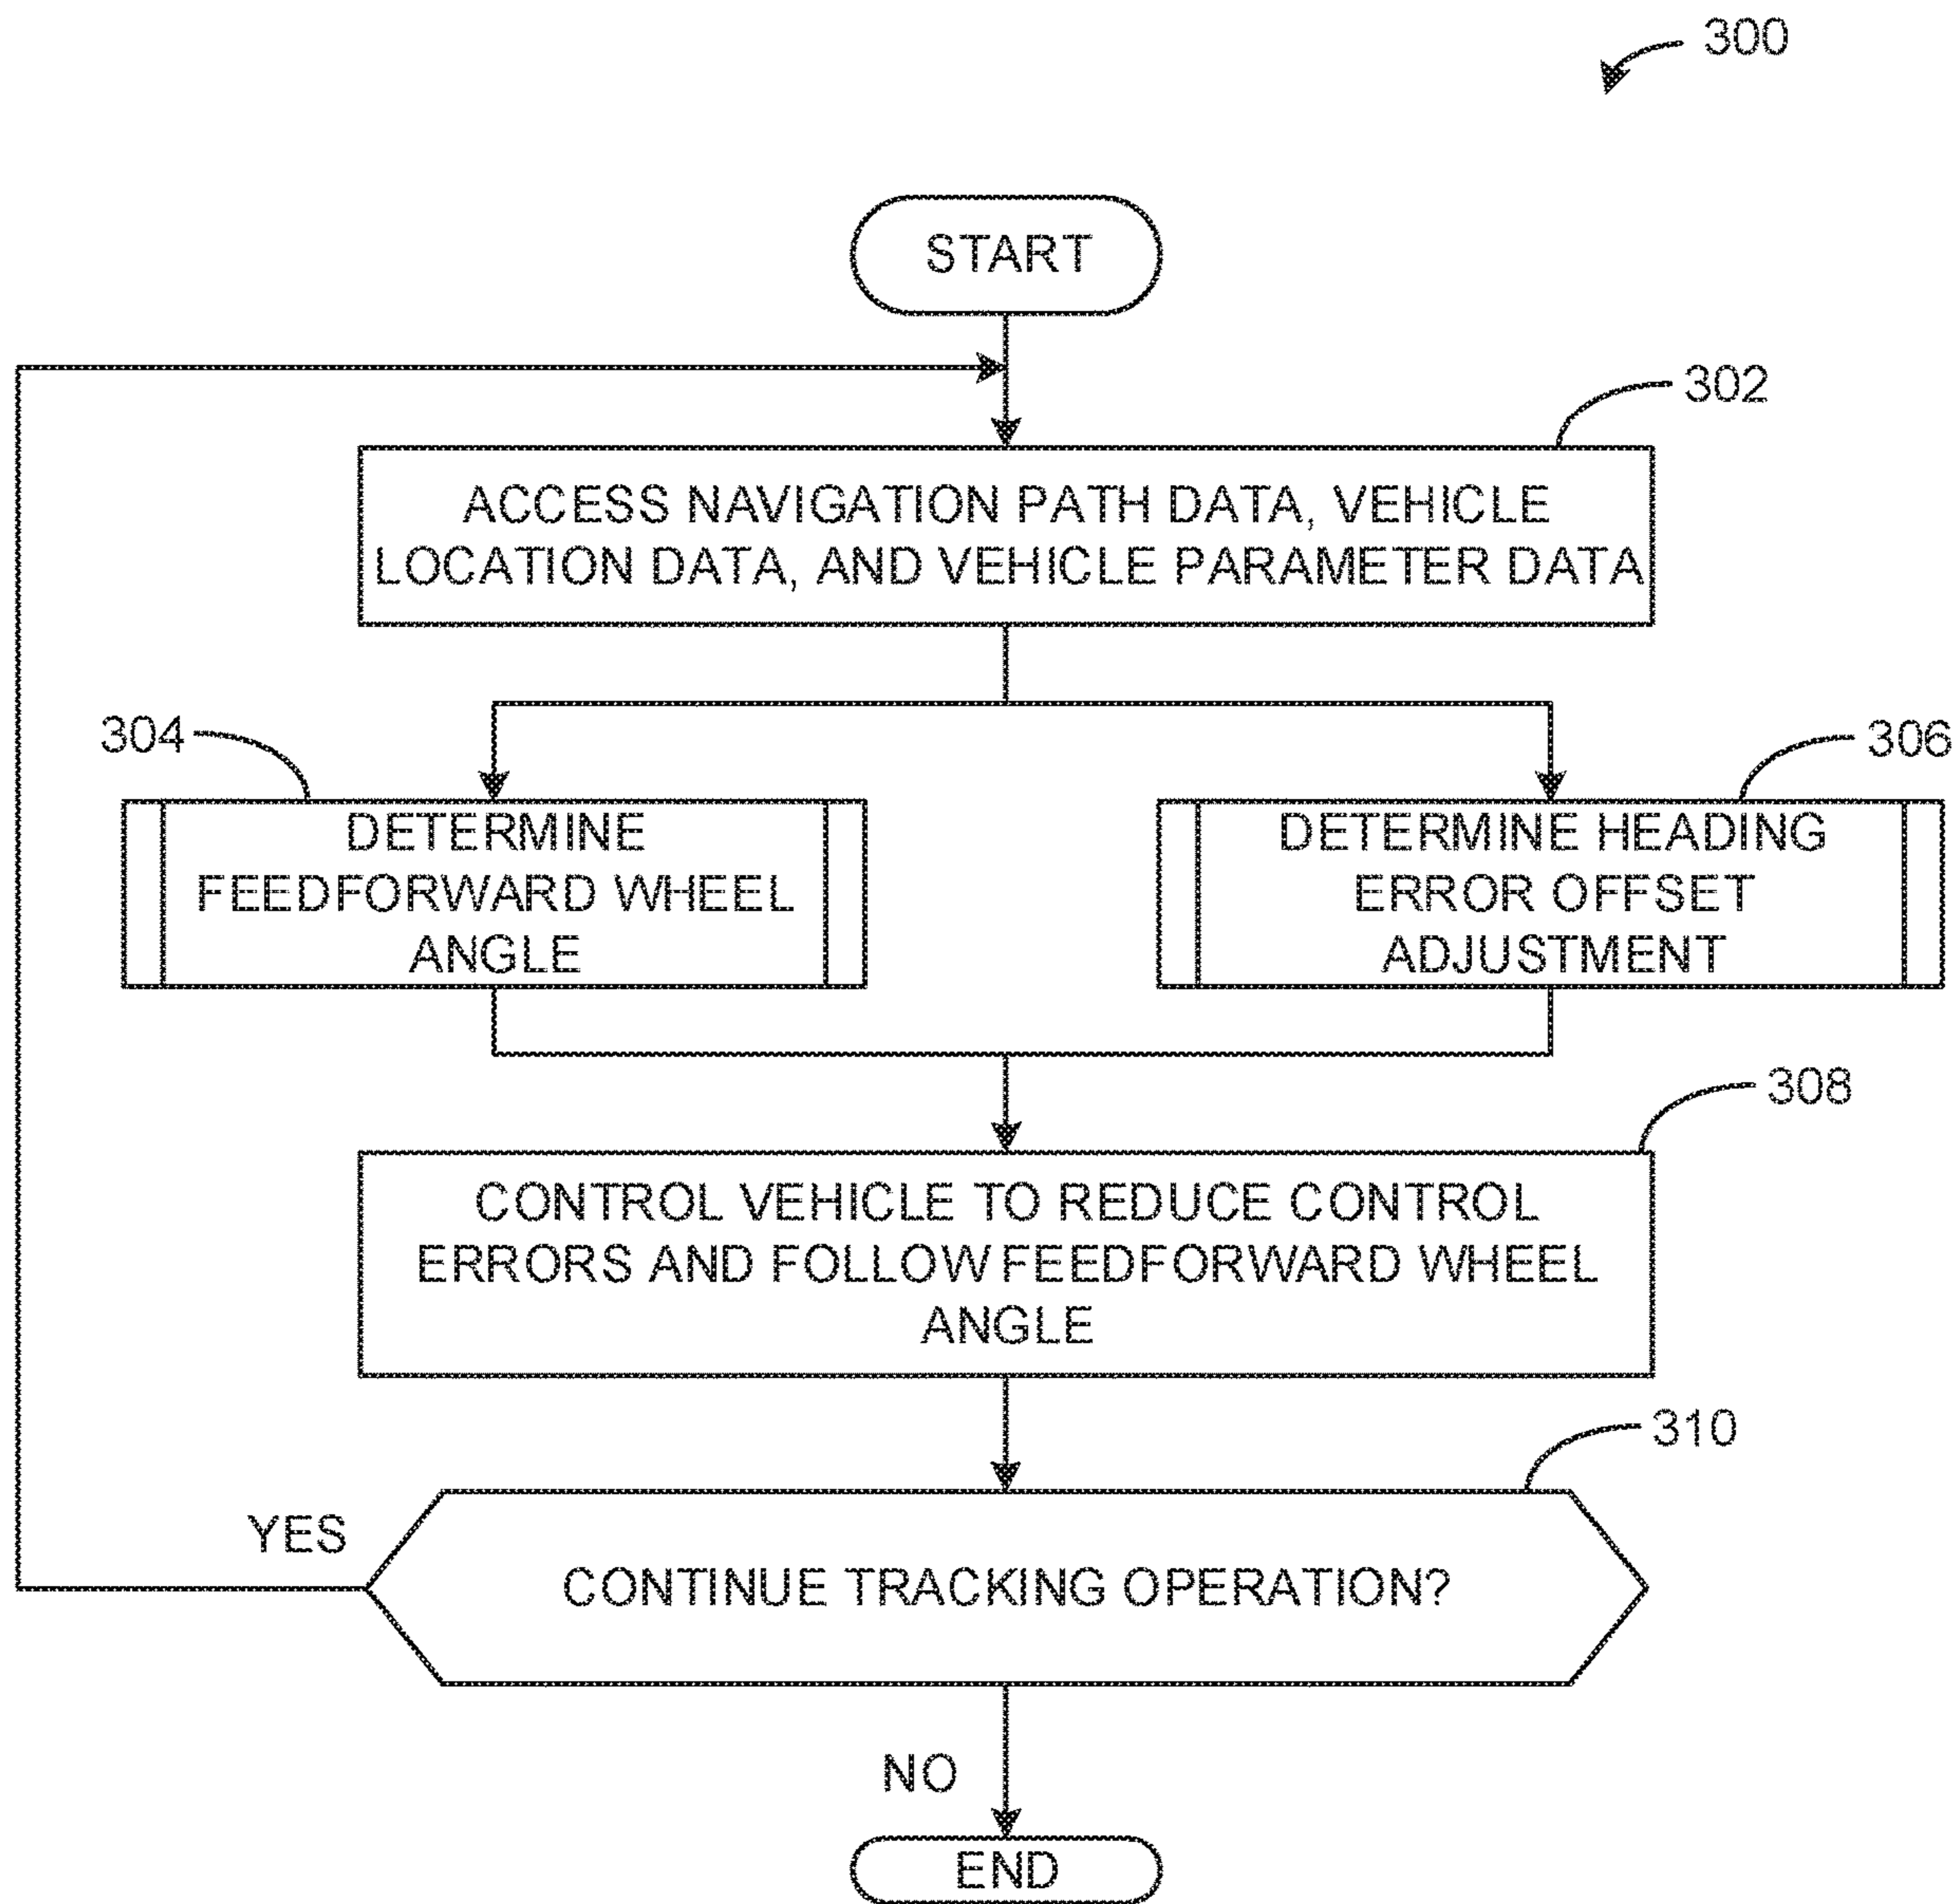 300
START
302
ACCESS NAVIGATION PATH DATA, VEHICLE
LOCATION DATA, AND VEHICLE PARAMETER DATA
304
306
DETERMINE
FEEDFORWARD WHEEL
ANGLE
DETERMINE HEADING
ERROR OFFSET
ADJUSTMENT
308
CONTROL VEHICLE TO REDUCE CONTROL
ERRORS AND FOLLOW FEEDFORWARD WHEEL
ANGLE
310
YES
CONTINUE TRACKING OPERATION?
NO
END